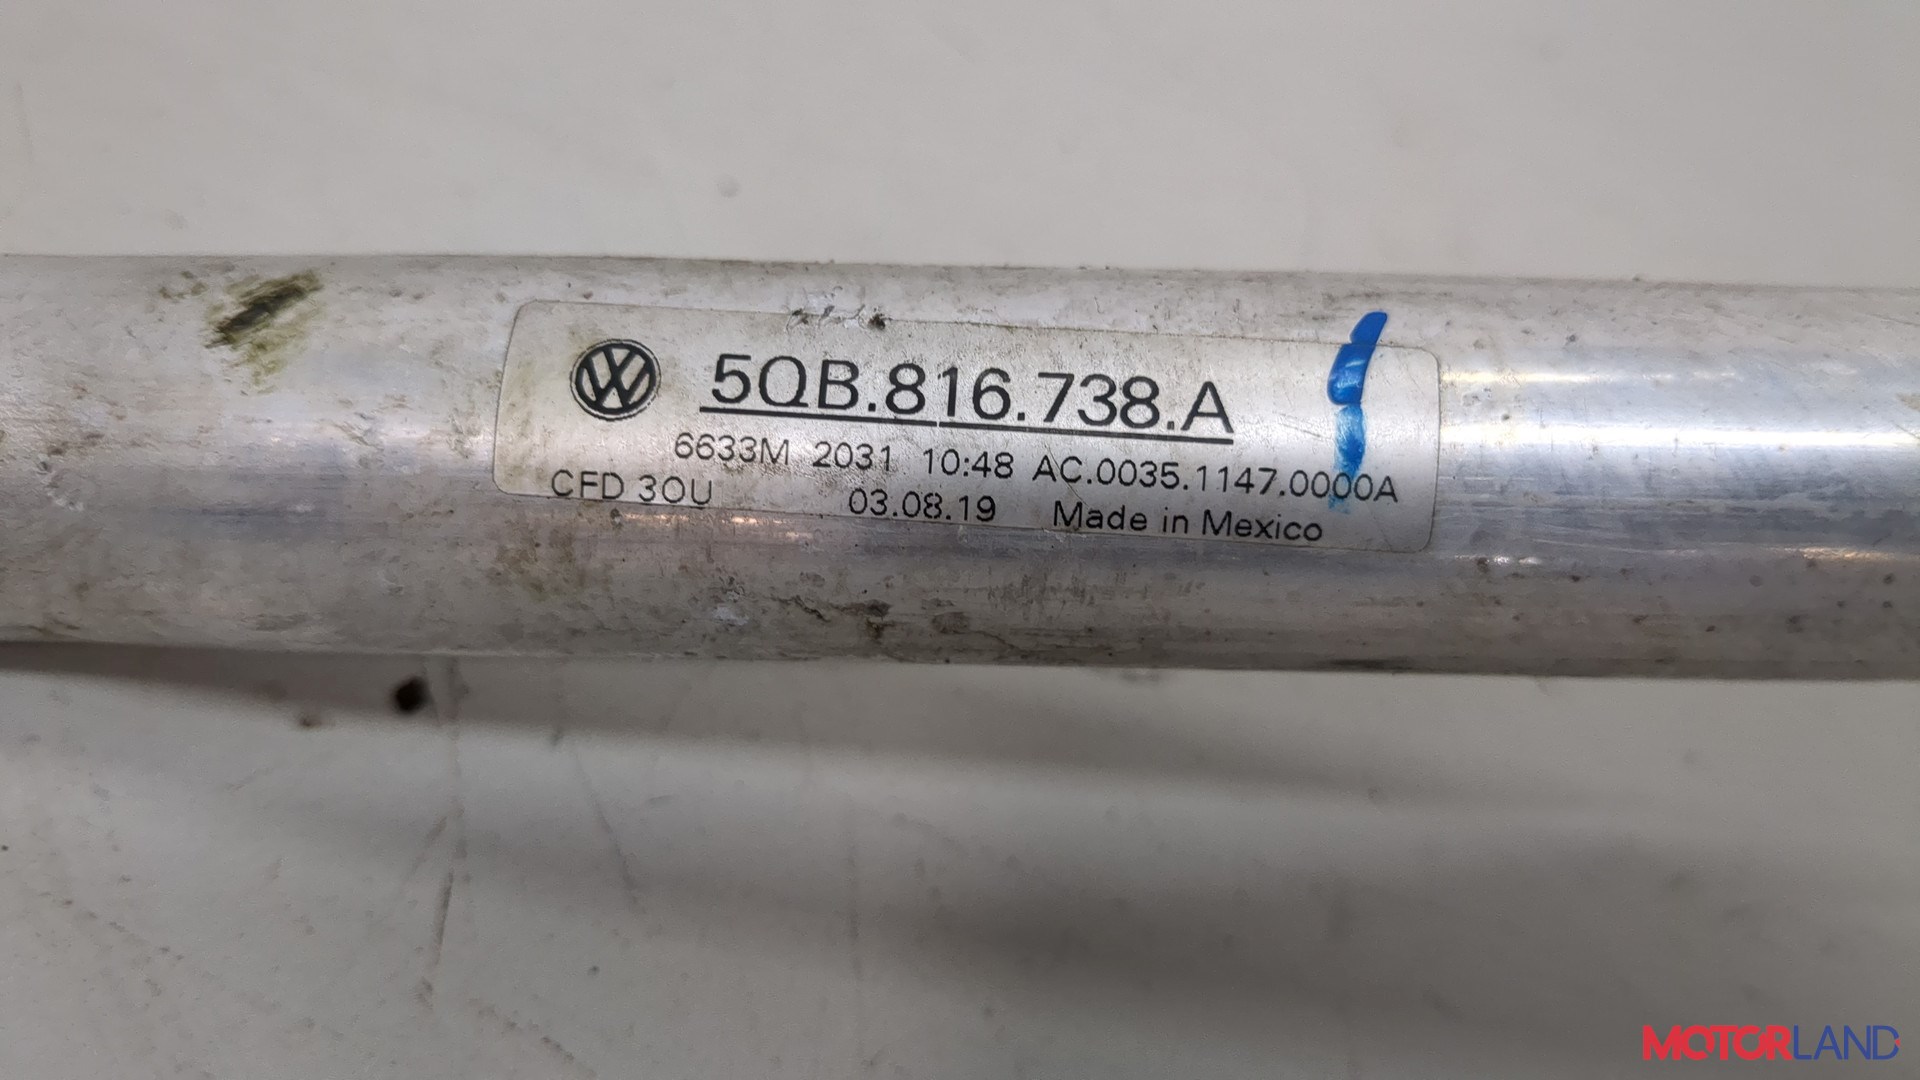 5QB.816.738.A
6633M 2031 10:48 AC.0035.1147.0000A
CFD 3OU 03.08.19 Made in Mexico
MOTORLAND